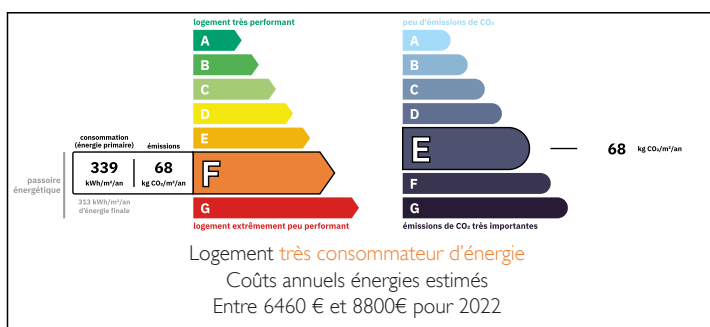 logement très performant
A
B
C
D
E
F
G
consommation
(énergie primaire)
émissions
339
kWh/m²/an
68
kg CO₂/m²/an
passoire
énergétique
313 kWh/m²/an
d'énergie finale
logement extrêmement peu performant
peu d'émissions de CO₂
A
B
C
D
E
F
G
68 kg CO₂/m²/an
émissions de CO₂ très importantes
Logement très consommateur d'énergie
Coûts annuels énergies estimés
Entre 6460 € et 8800€ pour 2022